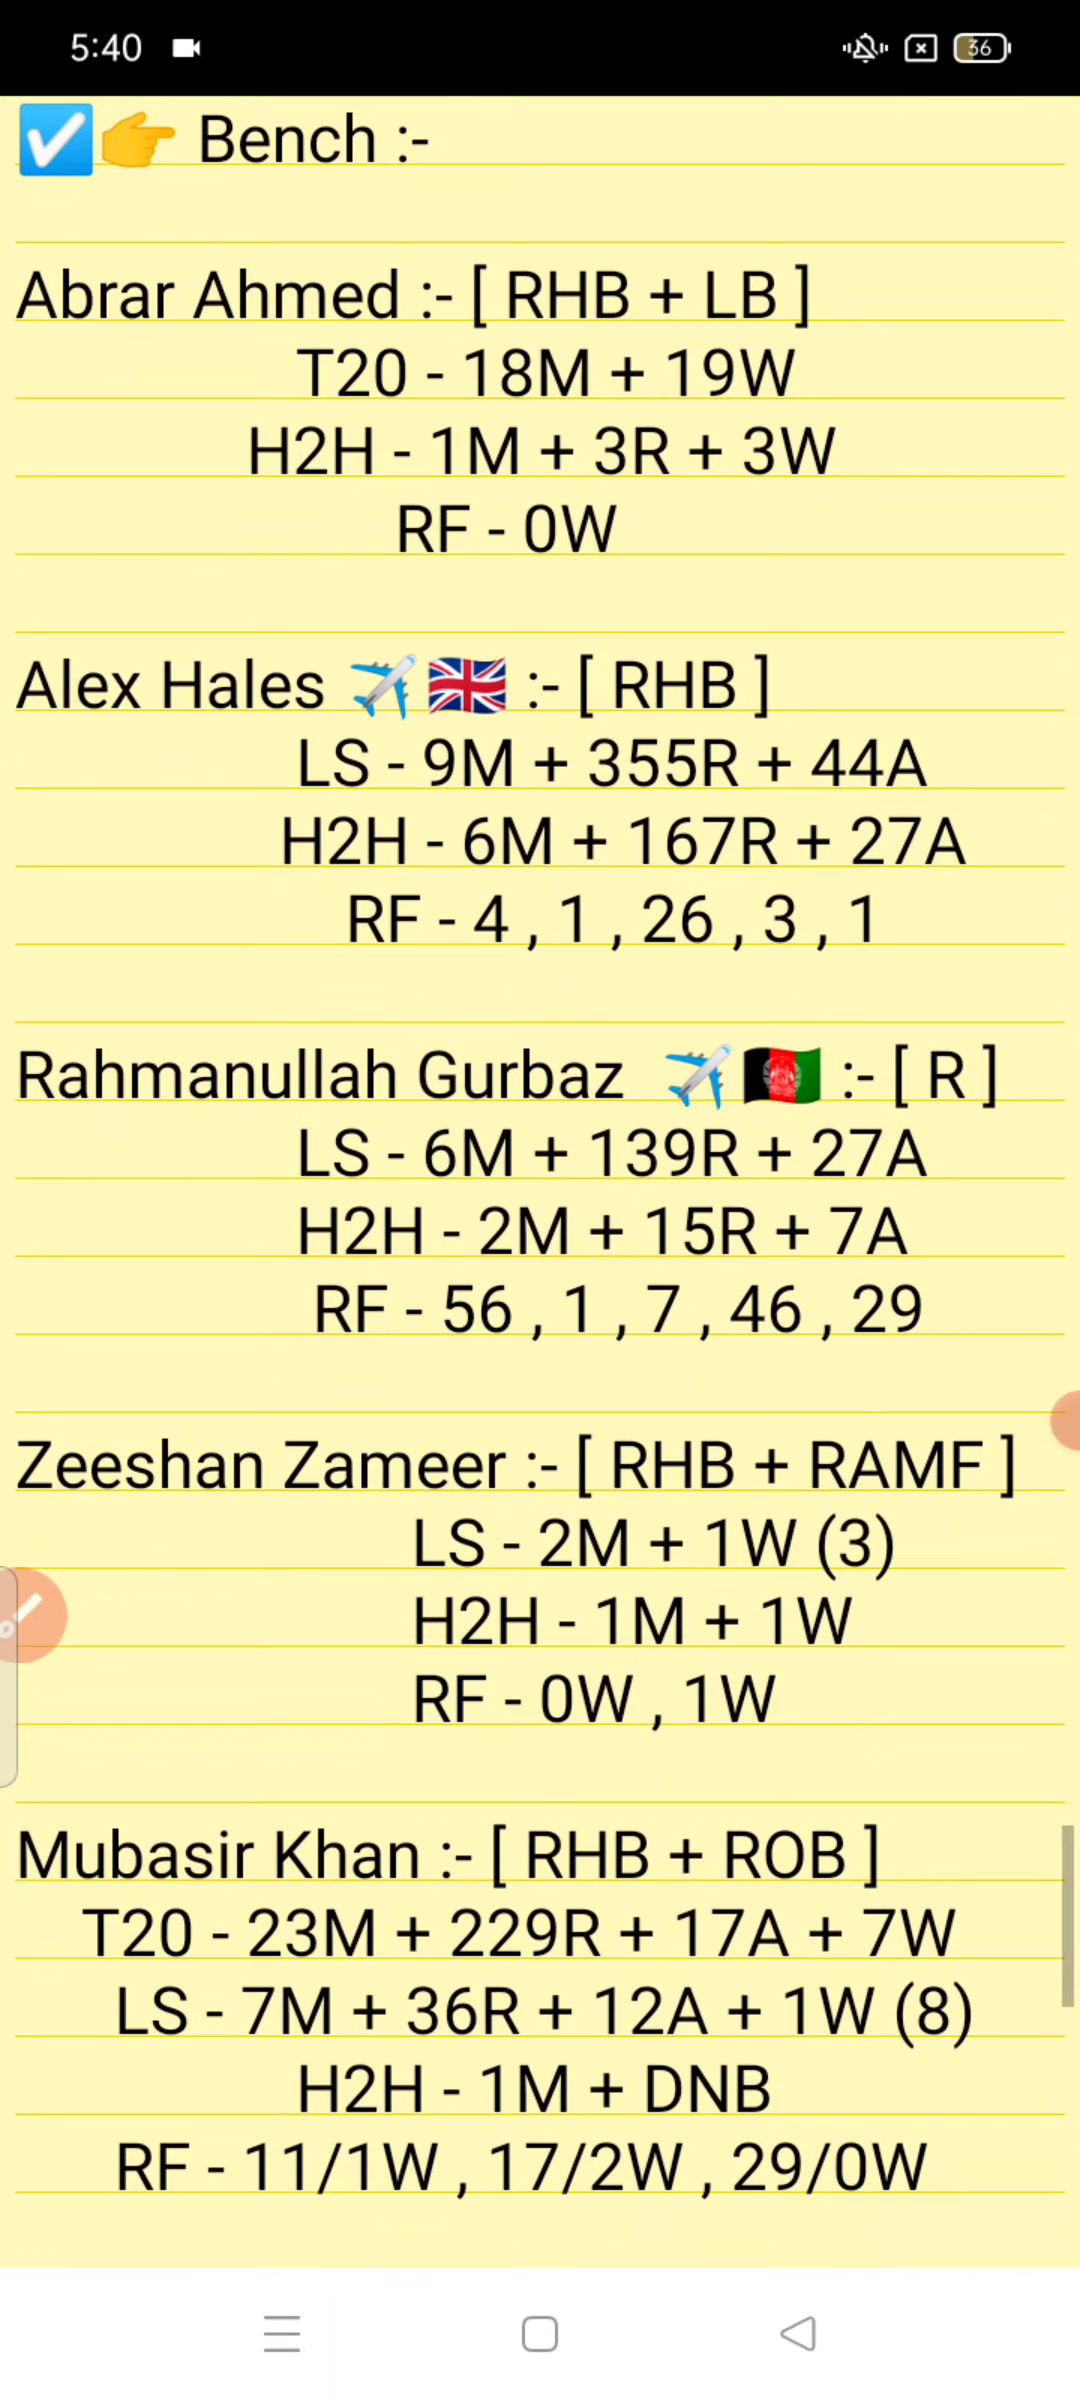 5:40
36
✅👉 Bench :-
Abrar Ahmed :- [ RHB + LB ]
T20 - 18M + 19W
H2H - 1M + 3R + 3W
RF - 0W
Alex Hales ✈️🇬🇧 :- [ RHB ]
LS - 9M + 355R + 44A
H2H - 6M + 167R + 27A
RF - 4 , 1 , 26 , 3 , 1
Rahmanullah Gurbaz ✈️🇦🇫 :- [ R ]
LS - 6M + 139R + 27A
H2H - 2M + 15R + 7A
RF - 56 , 1 , 7 , 46 , 29
Zeeshan Zameer :- [ RHB + RAMF ]
LS - 2M + 1W (3)
H2H - 1M + 1W
RF - 0W , 1W
Mubasir Khan :- [ RHB + ROB ]
T20 - 23M + 229R + 17A + 7W
LS - 7M + 36R + 12A + 1W (8)
H2H - 1M + DNB
RF - 11/1W , 17/2W , 29/0W